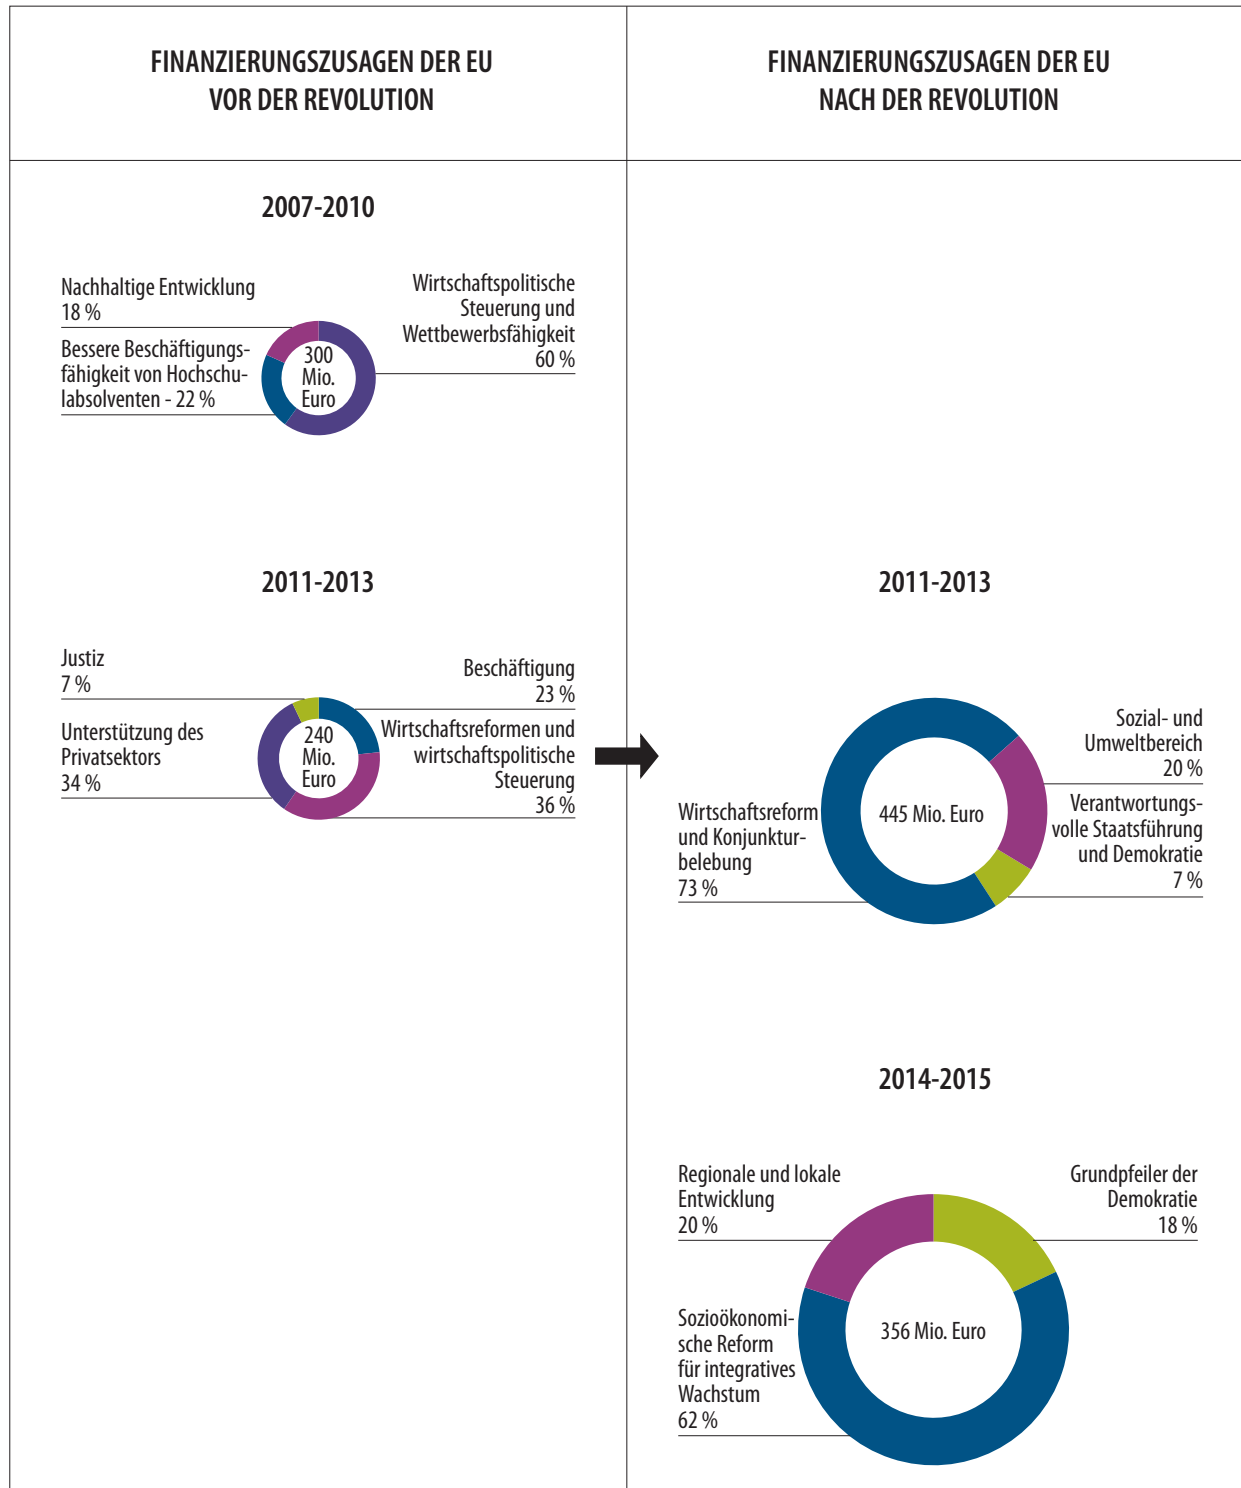 FINANZIERUNGSZUSAGEN DER EU
VOR DER REVOLUTION
FINANZIERUNGSZUSAGEN DER EU
NACH DER REVOLUTION
2007-2010
Nachhaltige Entwicklung
18 %
Bessere Beschäftigungs-
fähigkeit von Hochschu-
labsolventen - 22 %
300
Mio.
Euro
Wirtschaftspolitische
Steuerung und
Wettbewerbsfähigkeit
60 %
2011-2013
Justiz
7 %
Unterstützung des
Privatsektors
34 %
240
Mio.
Euro
Beschäftigung
23 %
Wirtschaftsreformen und
wirtschaftspolitische
Steuerung
36 %
2011-2013
Wirtschaftsreform
und Konjunktur-
belebung
73 %
445 Mio. Euro
Sozial- und
Umweltbereich
20 %
Verantwortungs-
volle Staatsführung
und Demokratie
7 %
2014-2015
Regionale und lokale
Entwicklung
20 %
Sozioökonomi-
sche Reform
für integratives
Wachstum
62 %
356 Mio. Euro
Grundpfeiler der
Demokratie
18 %